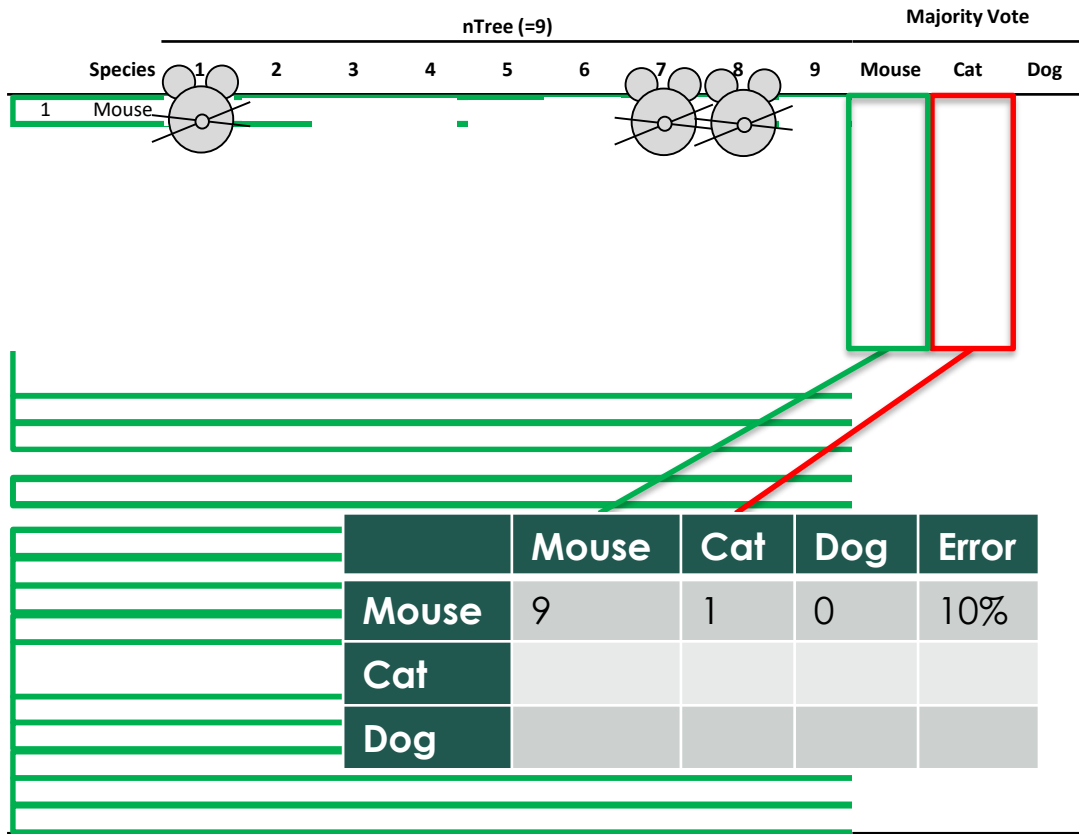 nTree (=9) Majority Vote
Species 1 2 3 4 5 6 7 8 9 Mouse Cat Dog
1 Mouse
Mouse Cat Dog Error
Mouse 9 1 0 10%
Cat
Dog